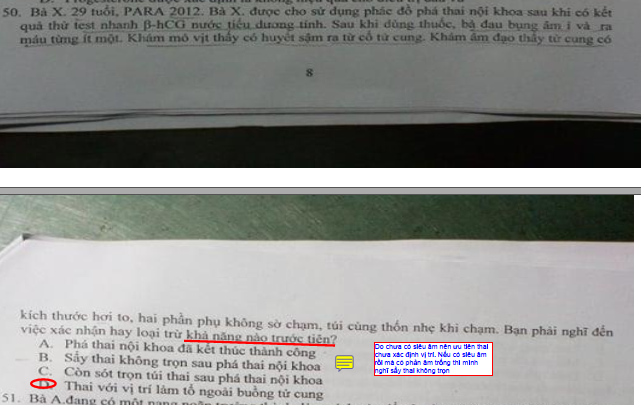 50. Bà X. 29 tuổi, PARA 2012. Bà X. được cho sử dụng phác đồ phá thai nội khoa sau khi có kết
quả thử test nhanh β-hCG nước tiểu dương tính. Sau khi dùng thuốc, bà đau bụng âm ỉ và ra
máu từng ít một. Khám mỏ vịt thấy có huyết sậm ra từ cổ tử cung. Khám âm đạo thấy tử cung có
8
kích thước hơi to, hai phần phụ không sờ chạm, túi cùng thốn nhẹ khi chạm. Bạn phải nghĩ đến
việc xác nhận hay loại trừ khả năng nào trước tiên?
A. Phá thai nội khoa đã kết thúc thành công
B. Sẩy thai không trọn sau phá thai nội khoa
C. Còn sót trọn túi thai sau phá thai nội khoa
D. Thai với vị trí làm tổ ngoài buồng tử cung
Do chưa có siêu âm nên ưu tiên thai
chưa xác định vị trí. Nếu có siêu âm
rồi mà có phản âm trống thì mình
nghĩ sẩy thai không trọn
51. Bà A.đang có một